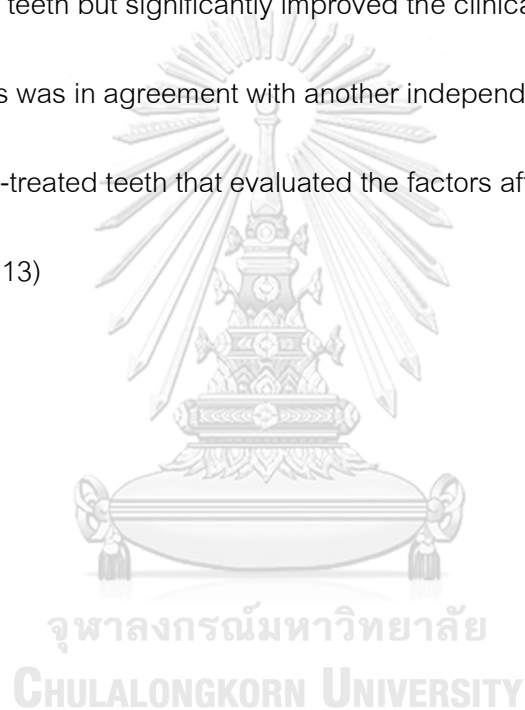 teeth but significantly improved the clinica
s was in agreement with another independ
-treated teeth that evaluated the factors aff
13)
จุฬาลงกรณ์มหาวิทยาลัย
CHULALONGKORN UNIVERSITY